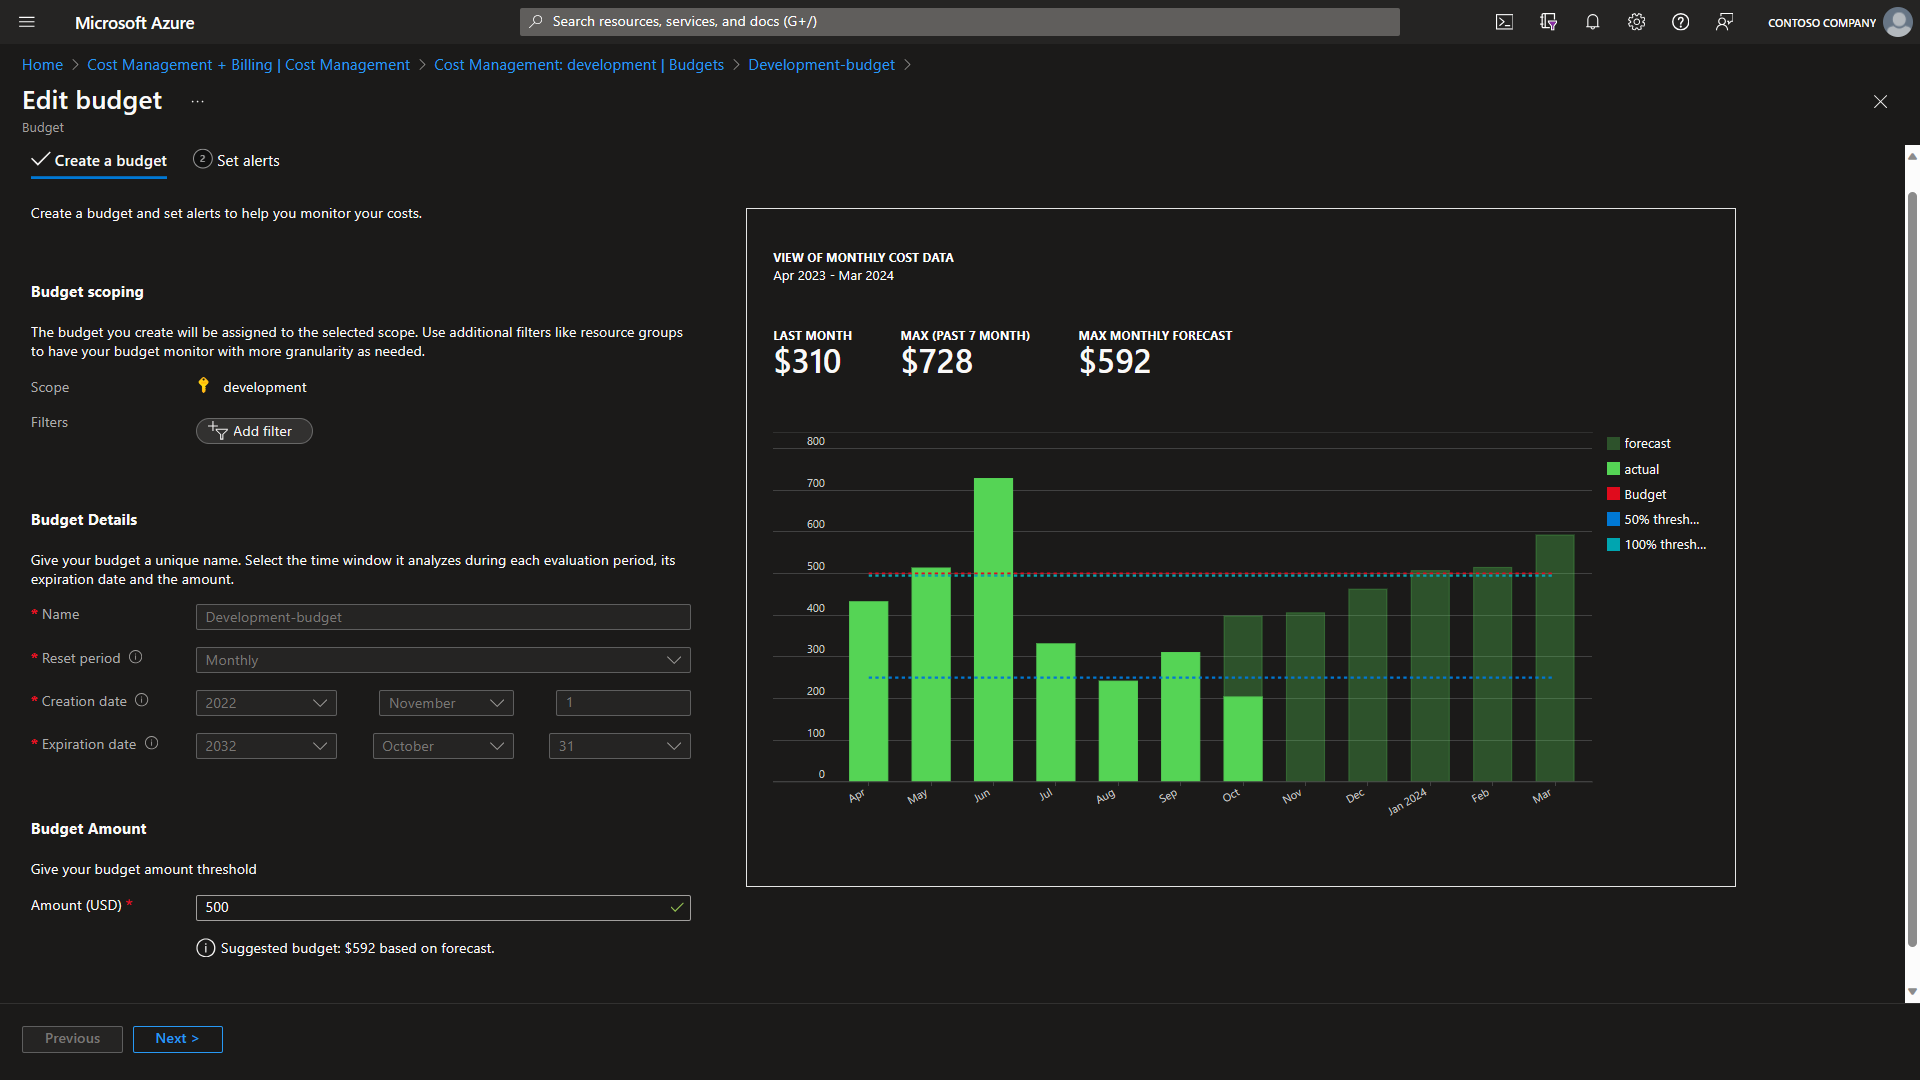 Microsoft Azure
Search resources, services, and docs (G+/)
CONTOSO COMPANY
Home > Cost Management + Billing | Cost Management > Cost Management: development | Budgets > Development-budget >
Edit budget ...
Budget
Create a budget
2 Set alerts
Create a budget and set alerts to help you monitor your costs.
Budget scoping
The budget you create will be assigned to the selected scope. Use additional filters like resource groups
to have your budget monitor with more granularity as needed.
Scope development
Filters Add filter
Budget Details
Give your budget a unique name. Select the time window it analyzes during each evaluation period, its
expiration date and the amount.
* Name Development-budget
* Reset period Monthly
* Creation date 2022 November 1
* Expiration date 2032 October 31
Budget Amount
Give your budget amount threshold
Amount (USD) * 500
Suggested budget: $592 based on forecast.
VIEW OF MONTHLY COST DATA
Apr 2023 - Mar 2024
LAST MONTH MAX (PAST 7 MONTH) MAX MONTHLY FORECAST
$310 $728 $592
800
700
600
500
400
300
200
100
0
Apr May Jun Jul Aug Sep Oct Nov Dec Jan 2024 Feb Mar
forecast
actual
Budget
50% thresh...
100% thresh...
Previous
Next >